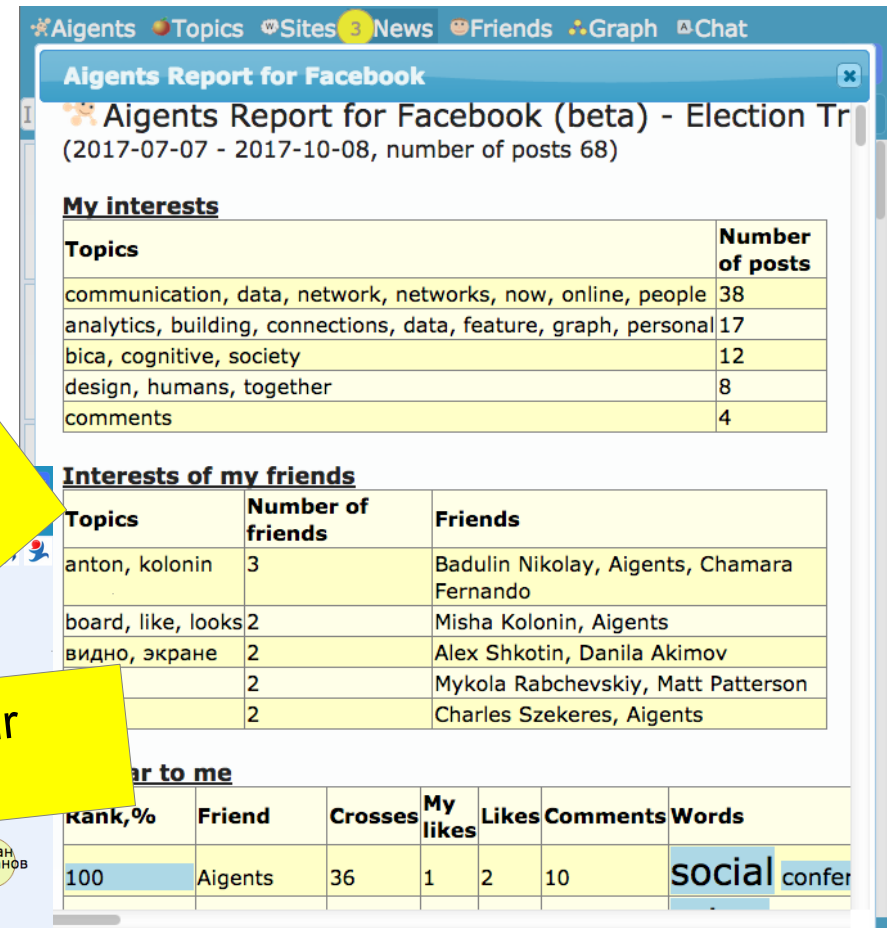 Aigents Topics Sites 3 News Friends Graph Chat
Aigents Report for Facebook
Aigents Report for Facebook (beta) - Election Tr
(2017-07-07 - 2017-10-08, number of posts 68)
My interests
Topics Number of posts
communication, data, network, networks, now, online, people 38
analytics, building, connections, data, feature, graph, personal 17
bica, cognitive, society 12
design, humans, together 8
comments 4
Interests of my friends
Topics Number of friends Friends
anton, kolonin 3 Badulin Nikolay, Aigents, Chamara Fernando
board, like, looks 2 Misha Kolonin, Aigents
видно, экране 2 Alex Shkotin, Danila Akimov
2 Mykola Rabchevskiy, Matt Patterson
2 Charles Szekeres, Aigents
ar to me
Rank,% Friend Crosses My likes Likes Comments Words
100 Aigents 36 1 2 10 social confer